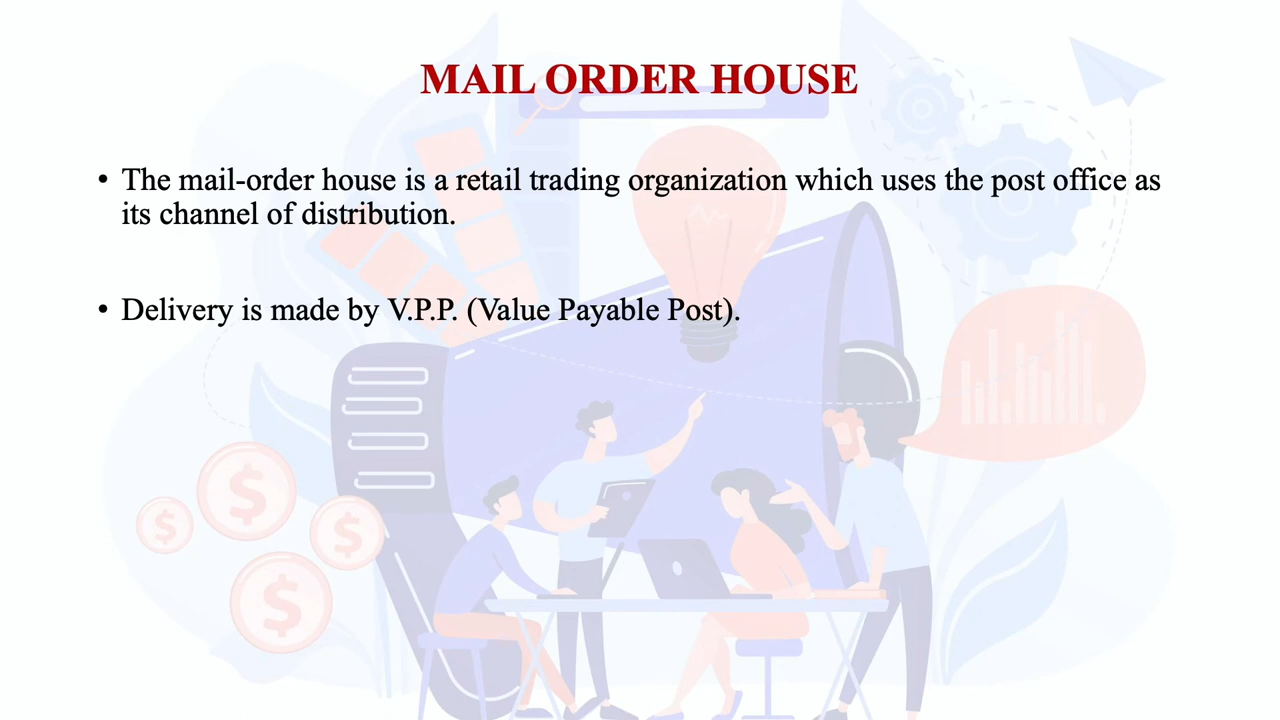 MAIL ORDER HOUSE
• The mail-order house is a retail trading organization which uses the post office as
its channel of distribution.
• Delivery is made by V.P.P. (Value Payable Post).